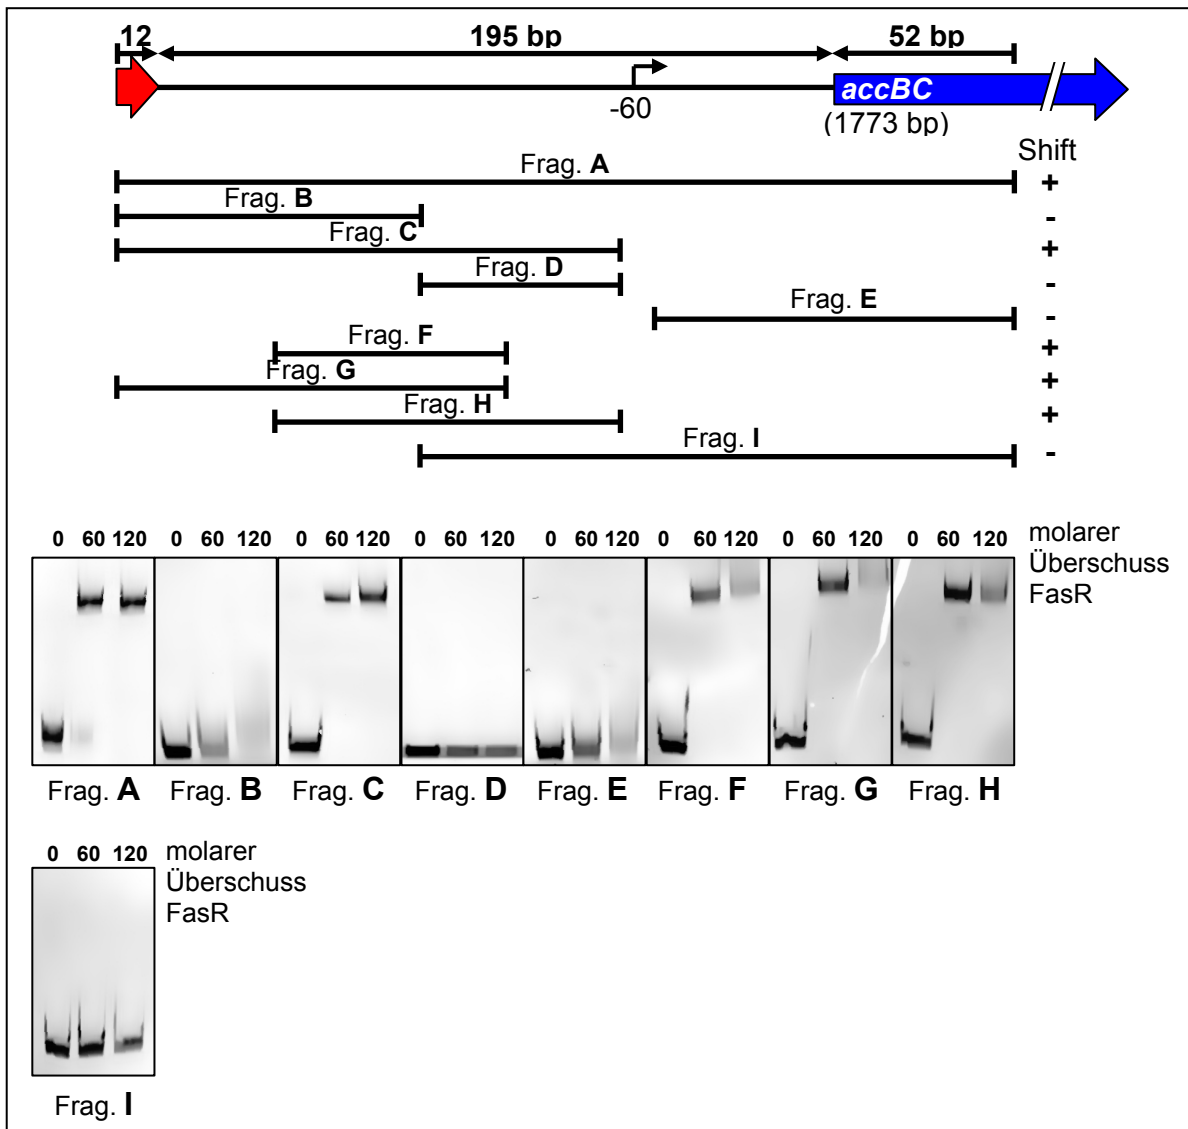 12 195 bp 52 bp
accBC
-60
(1773 bp)
Shift
Frag. A +
Frag. B -
Frag. C +
Frag. D -
Frag. E -
Frag. F +
Frag. G +
Frag. H +
Frag. I -
0 60 120 0 60 120 0 60 120 0 60 120 0 60 120 0 60 120 0 60 120 0 60 120 molarer
Überschuss
FasR
Frag. A Frag. B Frag. C Frag. D Frag. E Frag. F Frag. G Frag. H
0 60 120 molarer
Überschuss
FasR
Frag. I